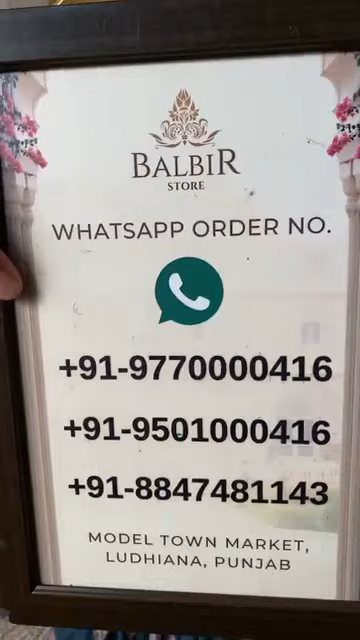 BALBIR
STORE
WHATSAPP ORDER NO.
+91-9770000416
+91-9501000416
+91-8847481143
MODEL TOWN MARKET,
LUDHIANA, PUNJAB